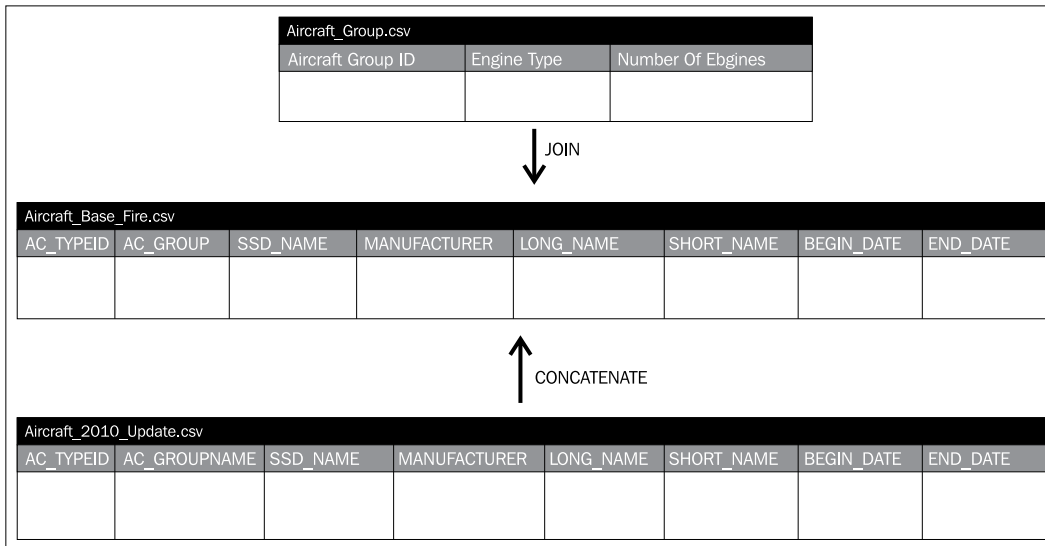 Aircraft_Group.csv
Aircraft Group ID Engine Type Number Of Ebgines
JOIN
Aircraft_Base_Fire.csv
AC_TYPEID AC_GROUP SSD_NAME MANUFACTURER LONG_NAME SHORT_NAME BEGIN_DATE END_DATE
CONCATENATE
Aircraft_2010_Update.csv
AC_TYPEID AC_GROUPNAME SSD_NAME MANUFACTURER LONG_NAME SHORT_NAME BEGIN_DATE END_DATE